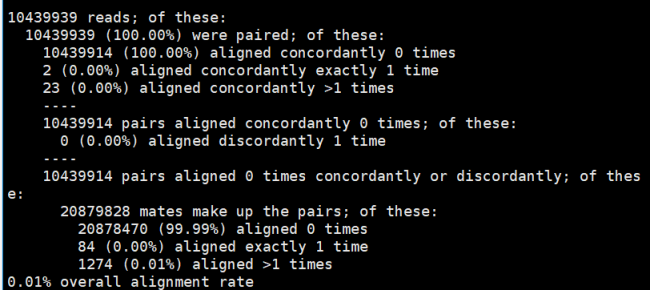 10439939 reads; of these:
  10439939 (100.00%) were paired; of these:
    10439914 (100.00%) aligned concordantly 0 times
    2 (0.00%) aligned concordantly exactly 1 time
    23 (0.00%) aligned concordantly >1 times
    ----
    10439914 pairs aligned concordantly 0 times; of these:
      0 (0.00%) aligned discordantly 1 time
    ----
    10439914 pairs aligned 0 times concordantly or discordantly; of thes
e:
      20879828 mates make up the pairs; of these:
        20878470 (99.99%) aligned 0 times
        84 (0.00%) aligned exactly 1 time
        1274 (0.01%) aligned >1 times
0.01% overall alignment rate